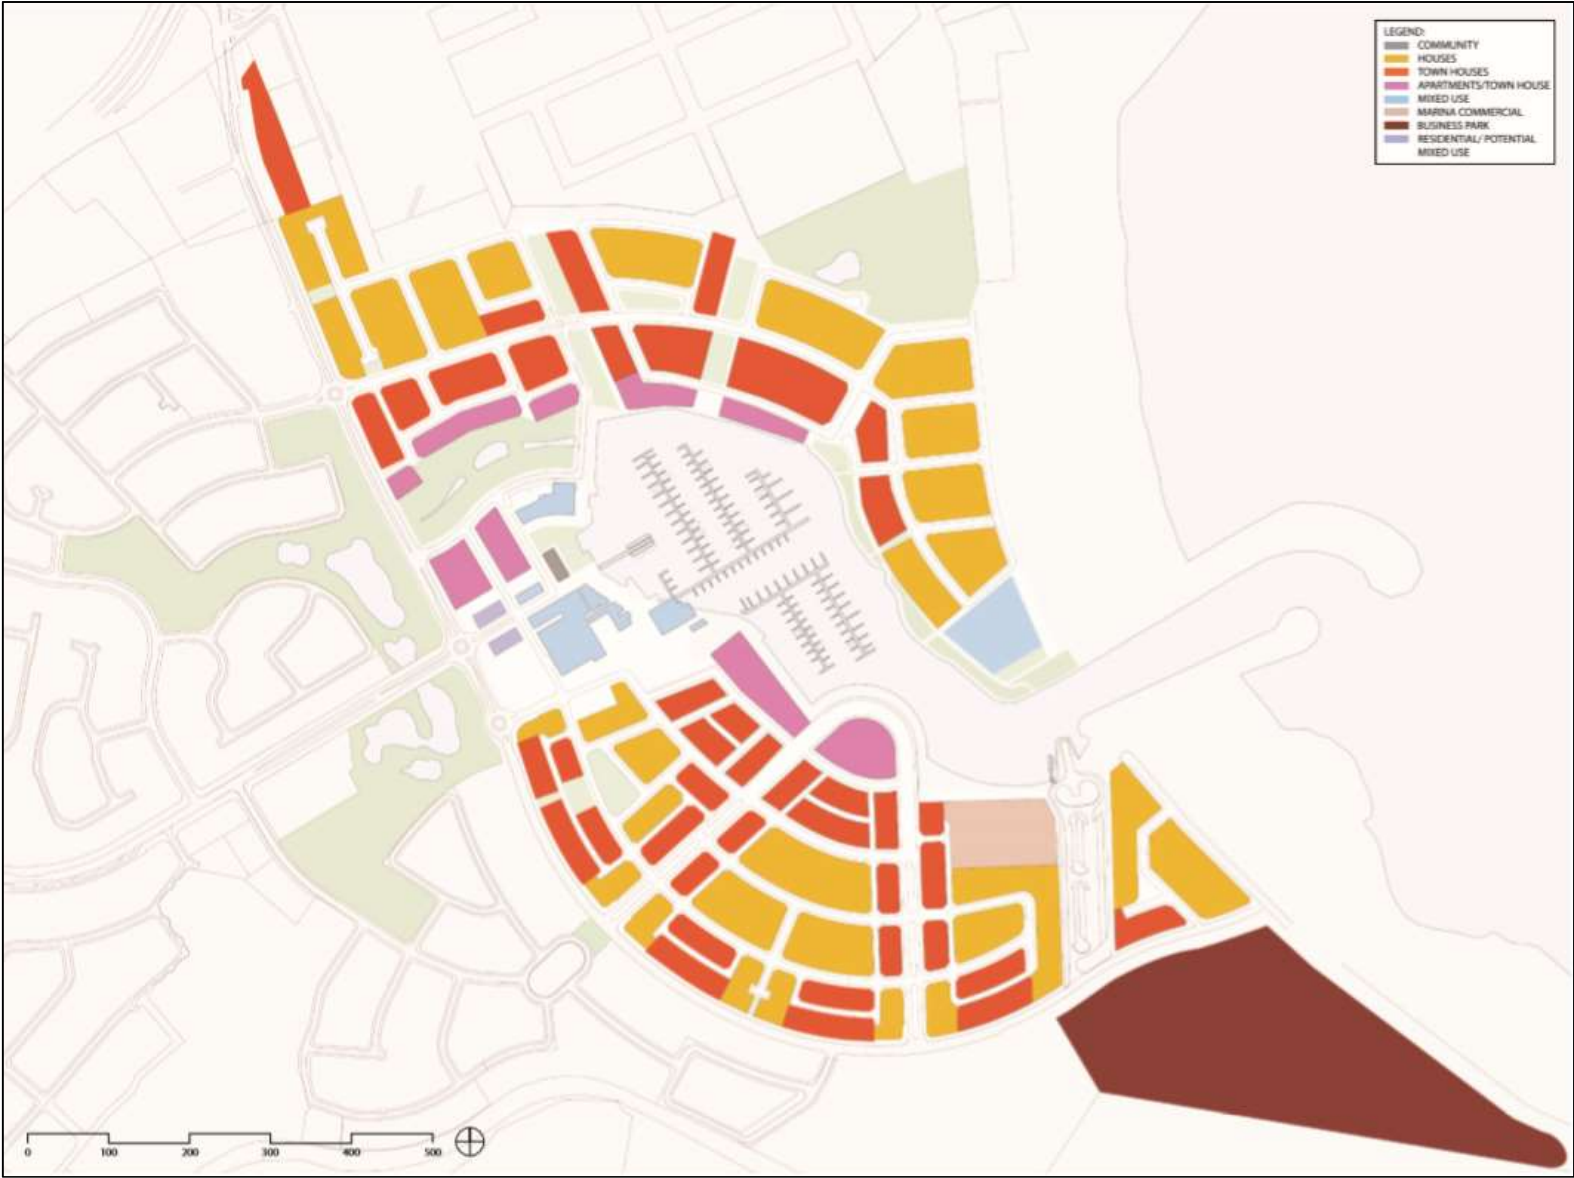 LEGEND:
COMMUNITY
HOUSES
TOWN HOUSES
APARTMENTS/TOWN HOUSE
MIXED USE
MARINA COMMERCIAL
BUSINESS PARK
RESIDENTIAL/ POTENTIAL
MIXED USE
0 100 200 300 400 500